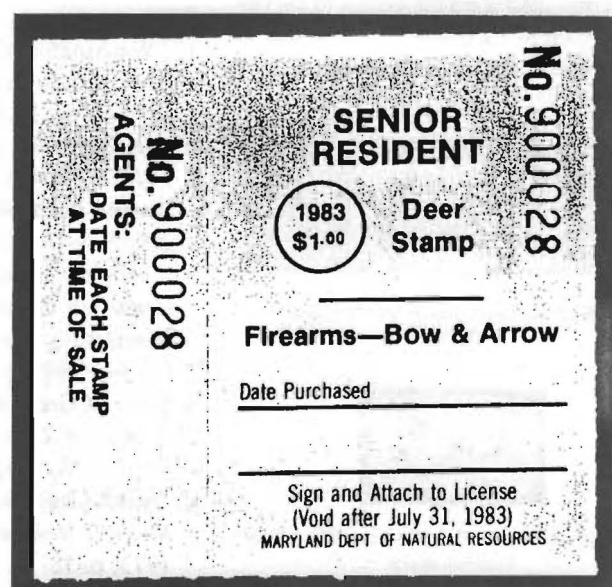 AGENTS:
DATE EACH STAMP
AT TIME OF SALE
No. 900028
SENIOR
RESIDENT
1983
$1.00
Deer
Stamp
Firearms—Bow & Arrow
Date Purchased
Sign and Attach to License
(Void after July 31, 1983)
MARYLAND DEPT OF NATURAL RESOURCES
No. 900028